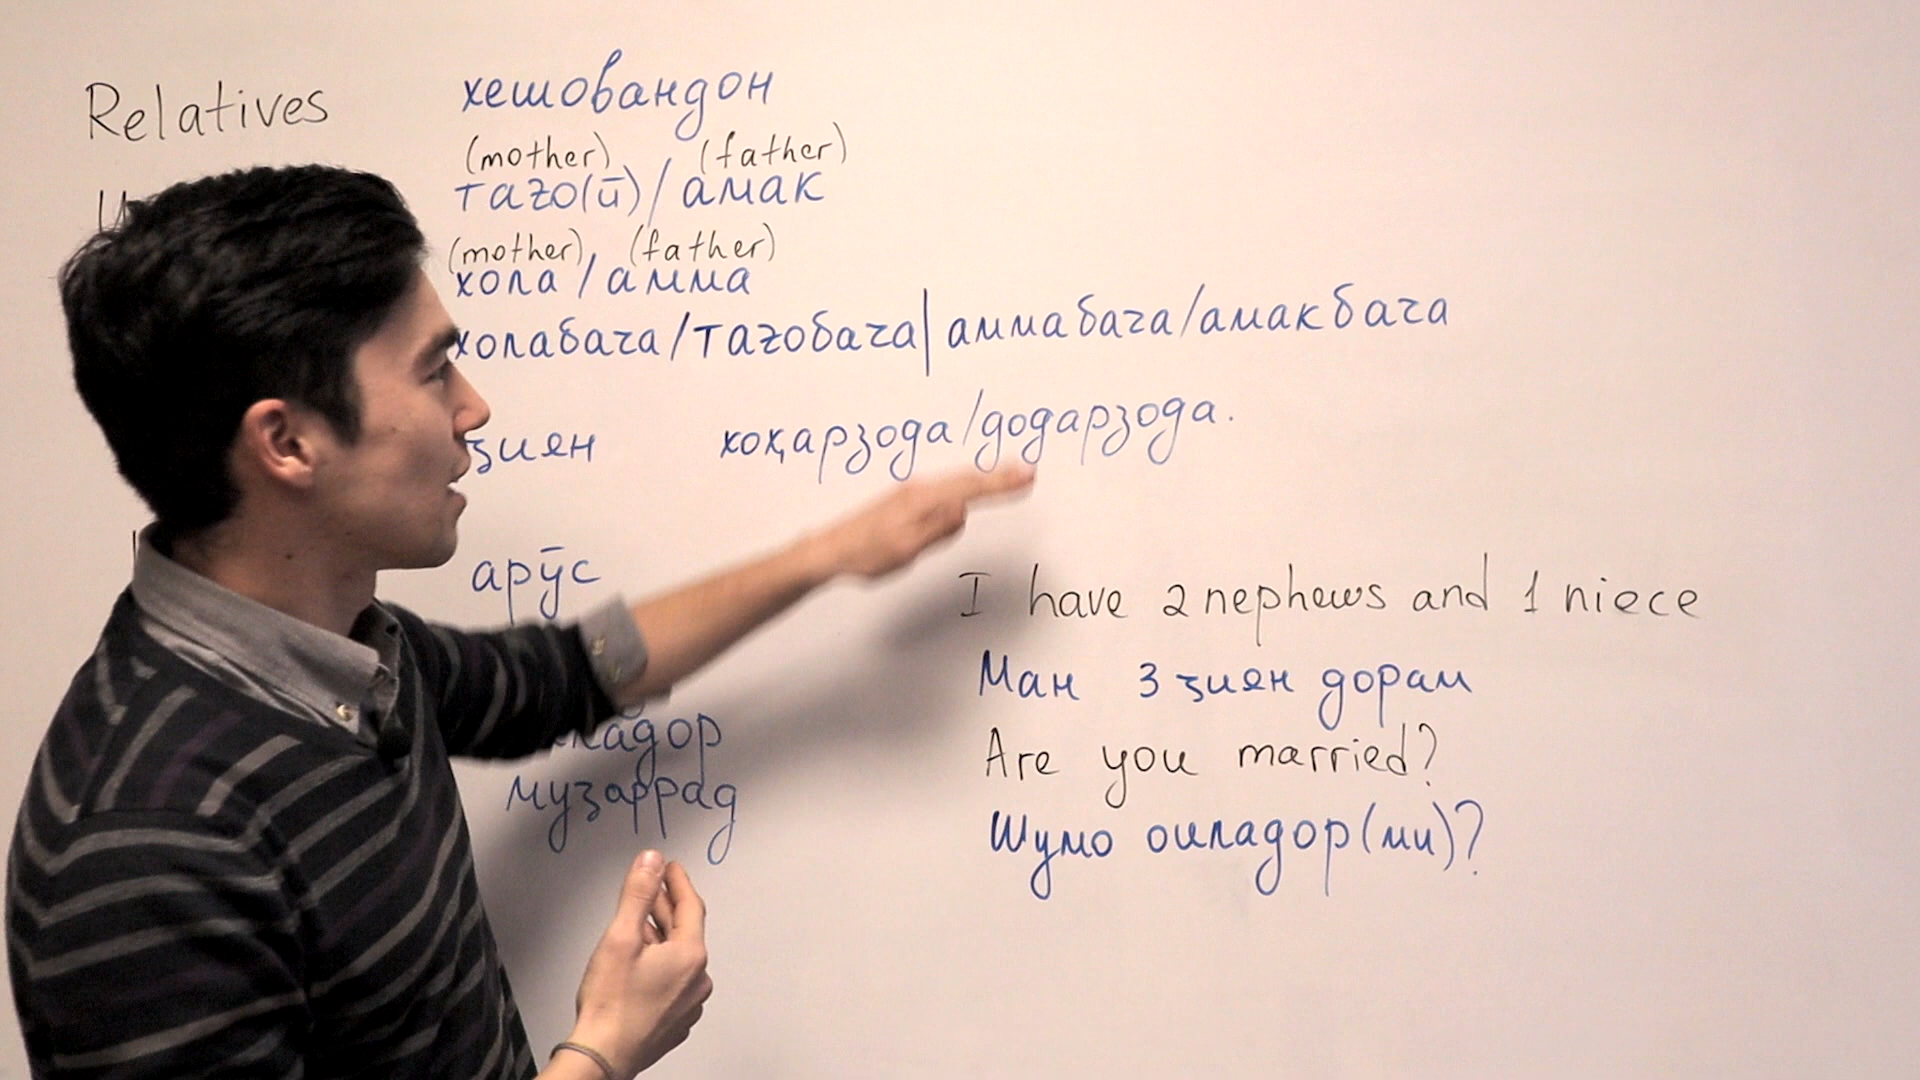 Relatives хешовандон
(mother) (father)
тағо(ӣ)/амак
(mother) (father)
хола/амма
холабача/тағобача|аммабача/амакбача
ҷиян хоҳарзода/додарзода.
арӯс
I have 2 nephews and 1 niece
Ман 3 ҷиян дорам
Are you married?
муҷаррад
Шумо оиладор(ми)?